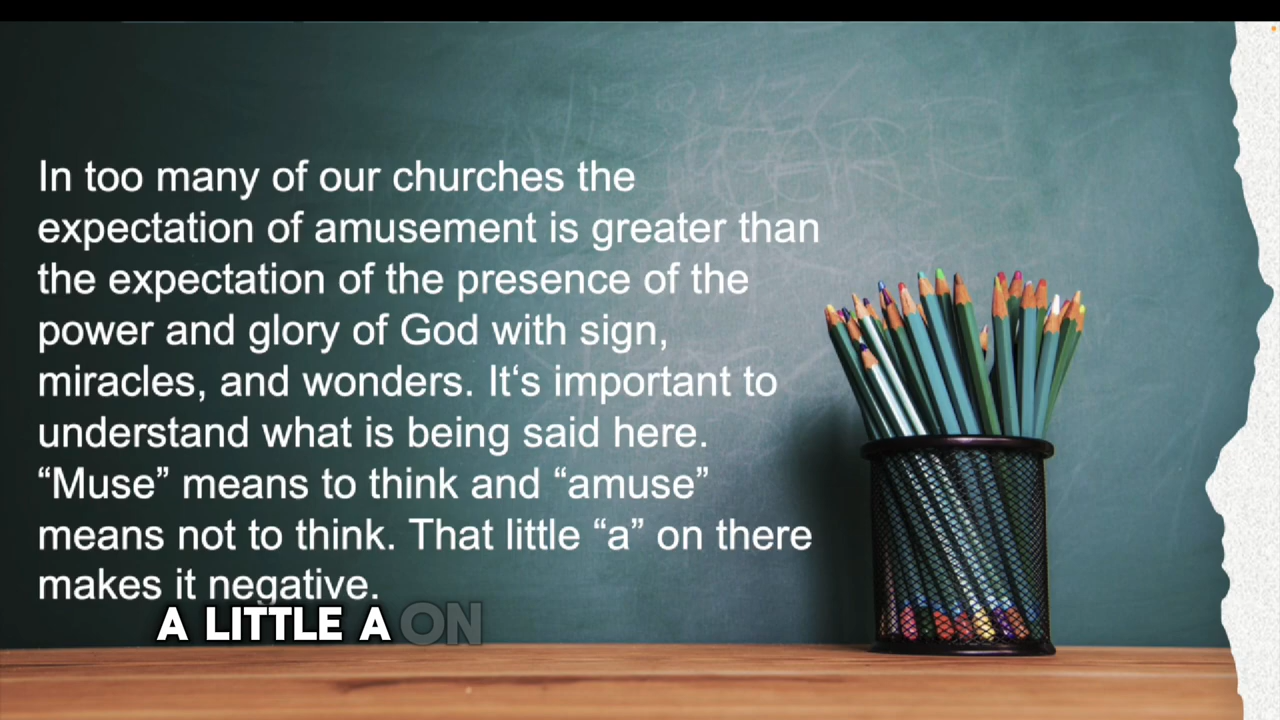 In too many of our churches the
expectation of amusement is greater than
the expectation of the presence of the
power and glory of God with sign,
miracles, and wonders. It‘s important to
understand what is being said here.
“Muse” means to think and “amuse”
means not to think. That little “a” on there
makes it negative.
A LITTLE A ON